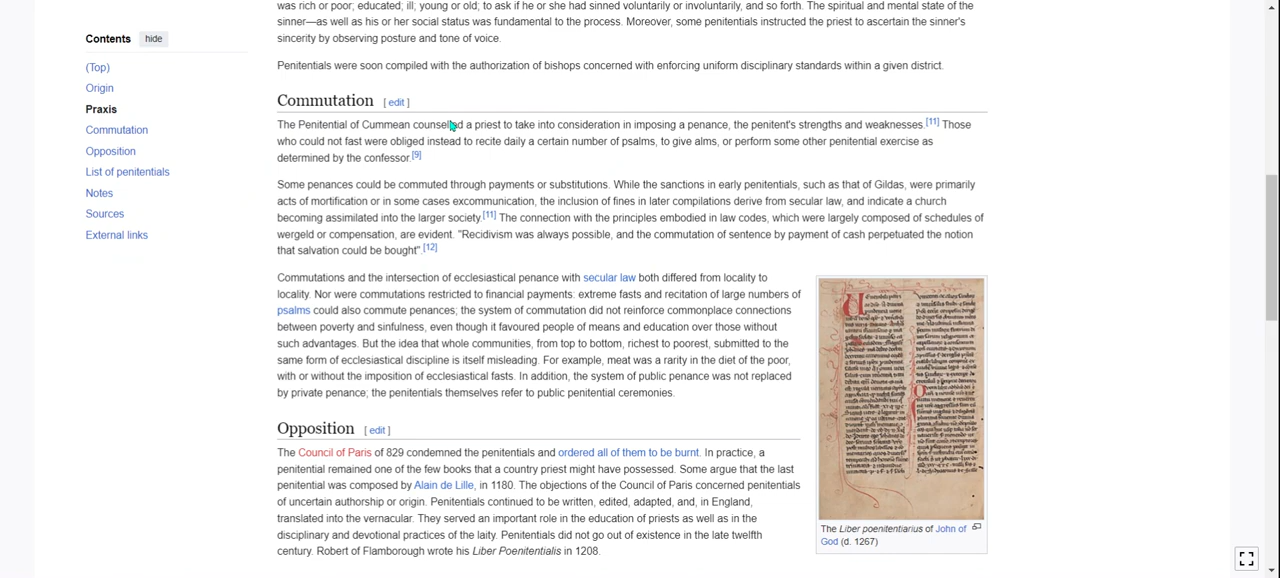 was rich or poor; educated; ill; young or old; to ask if he or she had sinned voluntarily or involuntarily, and so forth. The spiritual and mental state of the
sinner—as well as his or her social status was fundamental to the process. Moreover, some penitentials instructed the priest to ascertain the sinner's
sincerity by observing posture and tone of voice.
Penitentials were soon compiled with the authorization of bishops concerned with enforcing uniform disciplinary standards within a given district.
Contents hide
(Top)
Origin
Praxis
Commutation
Opposition
List of penitentials
Notes
Sources
External links
Commutation [ edit ]
The Penitential of Cummean counselled a priest to take into consideration in imposing a penance, the penitent's strengths and weaknesses.[11] Those
who could not fast were obliged instead to recite daily a certain number of psalms, to give alms, or perform some other penitential exercise as
determined by the confessor.[9]
Some penances could be commuted through payments or substitutions. While the sanctions in early penitentials, such as that of Gildas, were primarily
acts of mortification or in some cases excommunication, the inclusion of fines in later compilations derive from secular law, and indicate a church
becoming assimilated into the larger society.[11] The connection with the principles embodied in law codes, which were largely composed of schedules of
wergeld or compensation, are evident. "Recidivism was always possible, and the commutation of sentence by payment of cash perpetuated the notion
that salvation could be bought".[12]
Commutations and the intersection of ecclesiastical penance with secular law both differed from locality to
locality. Nor were commutations restricted to financial payments: extreme fasts and recitation of large numbers of
psalms could also commute penances; the system of commutation did not reinforce commonplace connections
between poverty and sinfulness, even though it favoured people of means and education over those without
such advantages. But the idea that whole communities, from top to bottom, richest to poorest, submitted to the
same form of ecclesiastical discipline is itself misleading. For example, meat was a rarity in the diet of the poor,
with or without the imposition of ecclesiastical fasts. In addition, the system of public penance was not replaced
by private penance; the penitentials themselves refer to public penitential ceremonies.
Opposition [ edit ]
The Council of Paris of 829 condemned the penitentials and ordered all of them to be burnt. In practice, a
penitential remained one of the few books that a country priest might have possessed. Some argue that the last
penitential was composed by Alain de Lille, in 1180. The objections of the Council of Paris concerned penitentials
of uncertain authorship or origin. Penitentials continued to be written, edited, adapted, and, in England,
translated into the vernacular. They served an important role in the education of priests as well as in the
disciplinary and devotional practices of the laity. Penitentials did not go out of existence in the late twelfth
century. Robert of Flamborough wrote his Liber Poenitentialis in 1208.
The Liber poenitentiarius of John of
God (d. 1267)